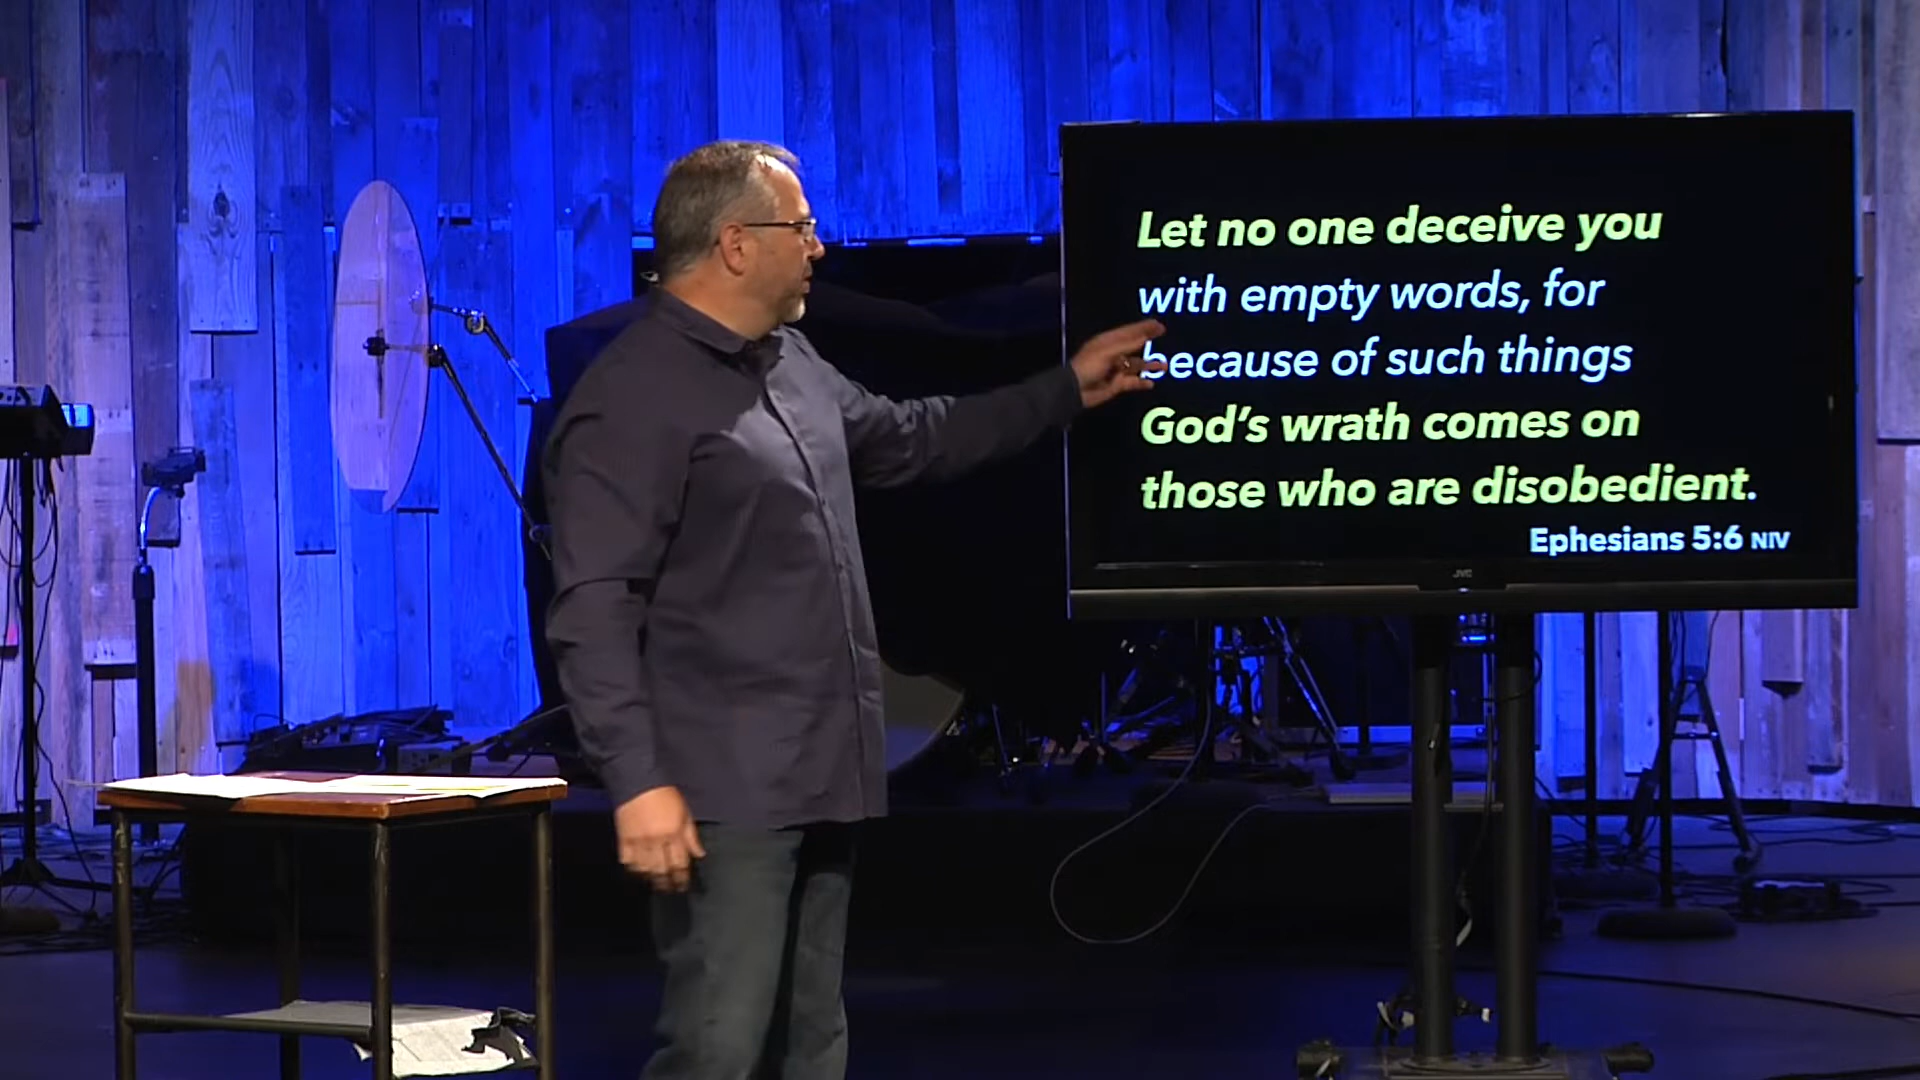 Let no one deceive you
with empty words, for
because of such things
God's wrath comes on
those who are disobedient.
Ephesians 5:6 NIV
JVC